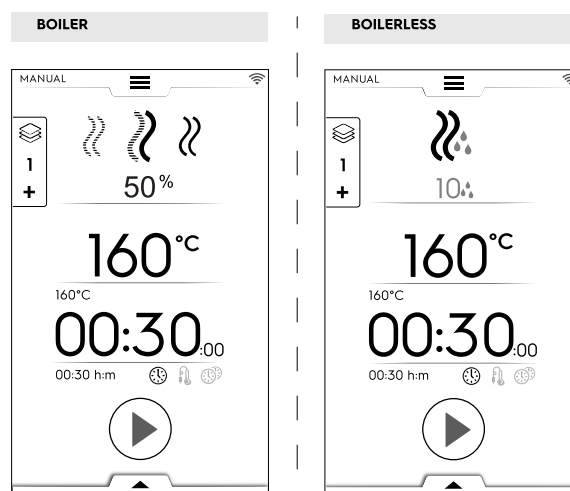 BOILER
MANUAL
1
+
50%
160°C
160°C
00:30:00
00:30 h:m
BOILERLESS
MANUAL
1
+
10
160°C
160°C
00:30:00
00:30 h:m